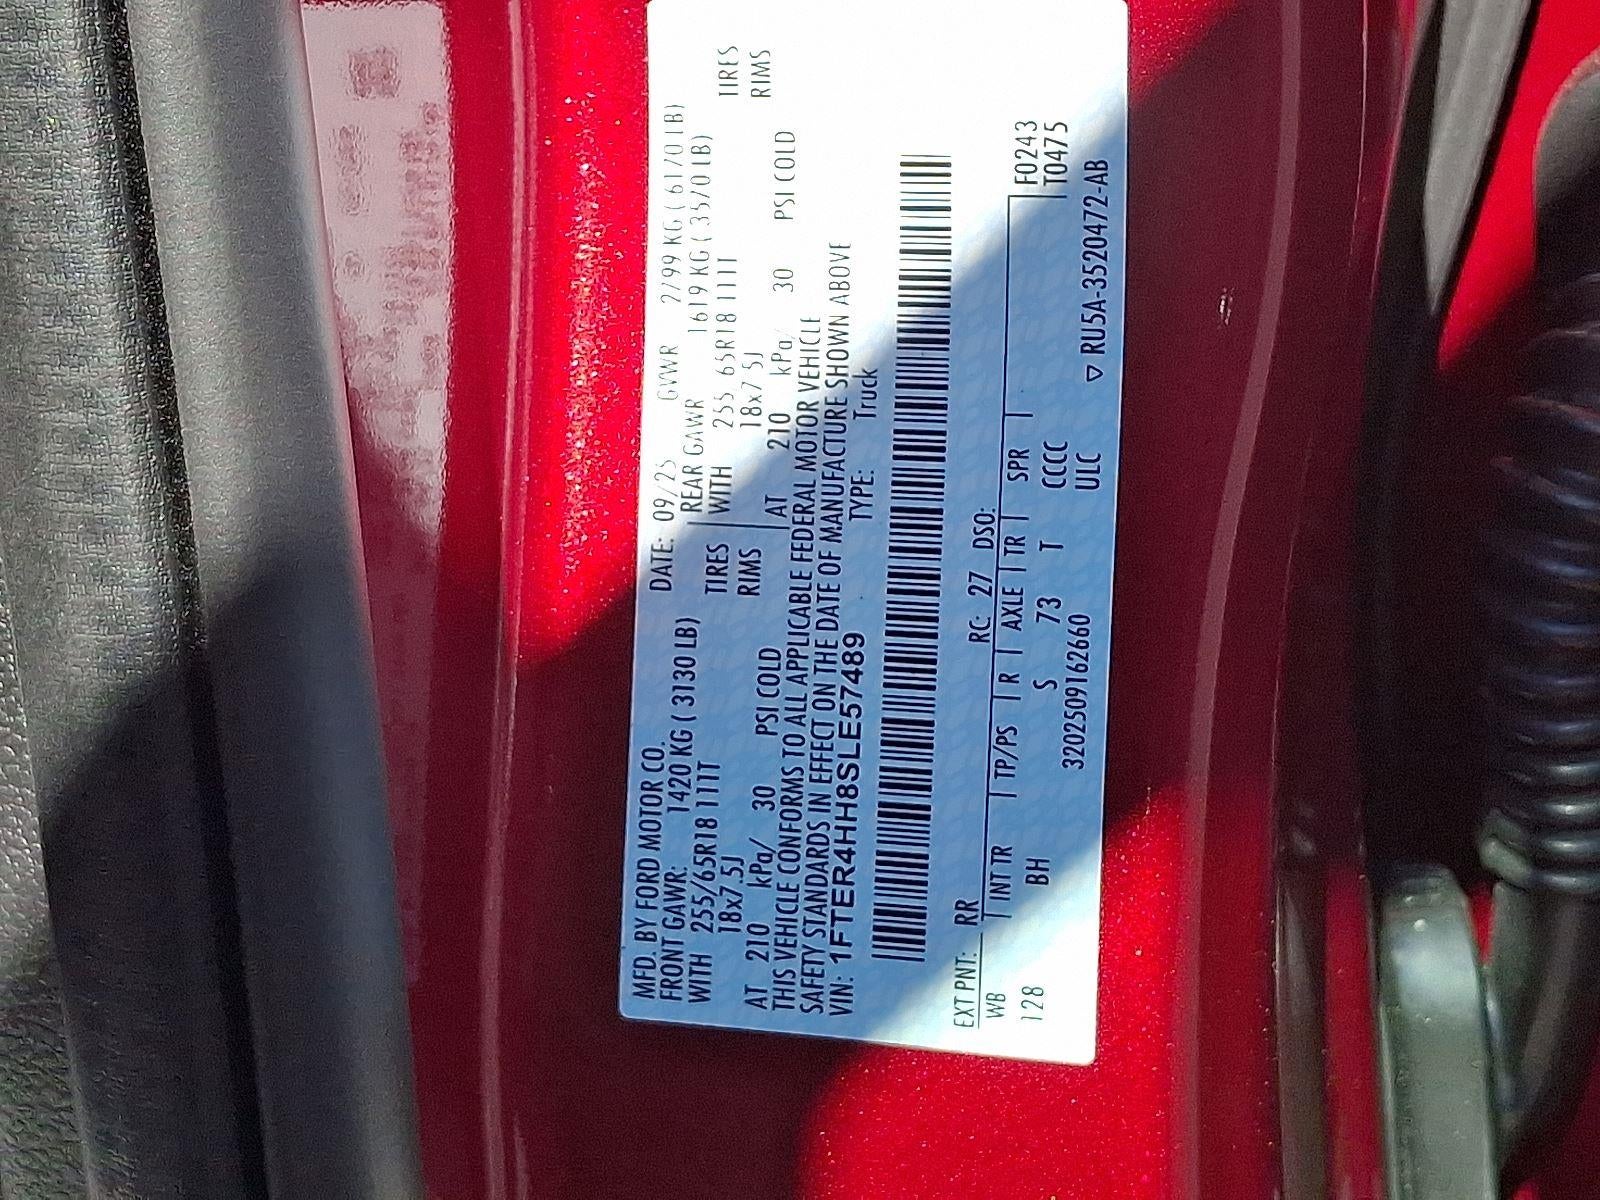 MFD. BY FORD MOTOR CO.
DATE: 09/25 GVWR 2799 KG ( 6170 LB)
FRONT GAWR: 1420 KG ( 3130 LB)
REAR GAWR 1619 KG ( 3570 LB)
WITH 255/65R18 111T TIRES
WITH 255 65R18 111T TIRES
18x7.5J RIMS
18x7 5J RIMS
AT 210 kPa/ 30 PSI COLD
AT 210 kPa/ 30 PSI COLD
THIS VEHICLE CONFORMS TO ALL APPLICABLE FEDERAL MOTOR VEHICLE
SAFETY STANDARDS IN EFFECT ON THE DATE OF MANUFACTURE SHOWN ABOVE
VIN: 1FTER4HH8SLE57489 TYPE: Truck
EXT PNT: RR RC: 27 DSO:
WB INT TR TP/PS R AXLE TR SPR F0243
128 BH S 73 T CCCC T0475
3202509162660 ULC
▽ RU5A-3520472-AB